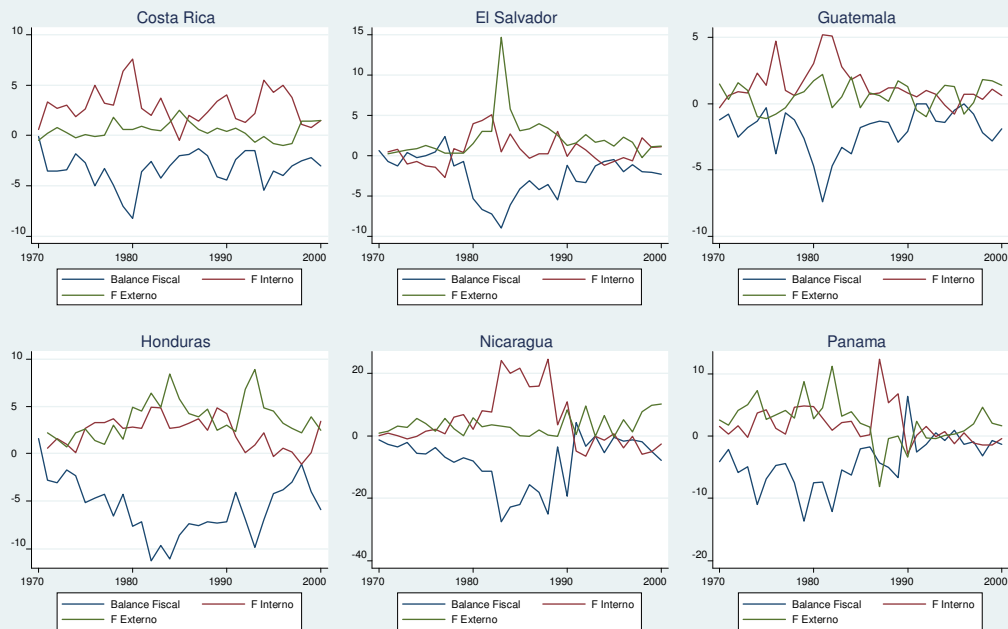 Costa Rica
10
5
0
-5
-10
1970 1980 1990 2000
Balance Fiscal F Interno
F Externo
El Salvador
15
10
5
0
-5
-10
1970 1980 1990 2000
Balance Fiscal F Interno
F Externo
Guatemala
5
0
-5
-10
1970 1980 1990 2000
Balance Fiscal F Interno
F Externo
Honduras
10
5
0
-5
-10
1970 1980 1990 2000
Balance Fiscal F Interno
F Externo
Nicaragua
20
0
-20
-40
1970 1980 1990 2000
Balance Fiscal F Interno
F Externo
Panama
10
0
-10
-20
1970 1980 1990 2000
Balance Fiscal F Interno
F Externo